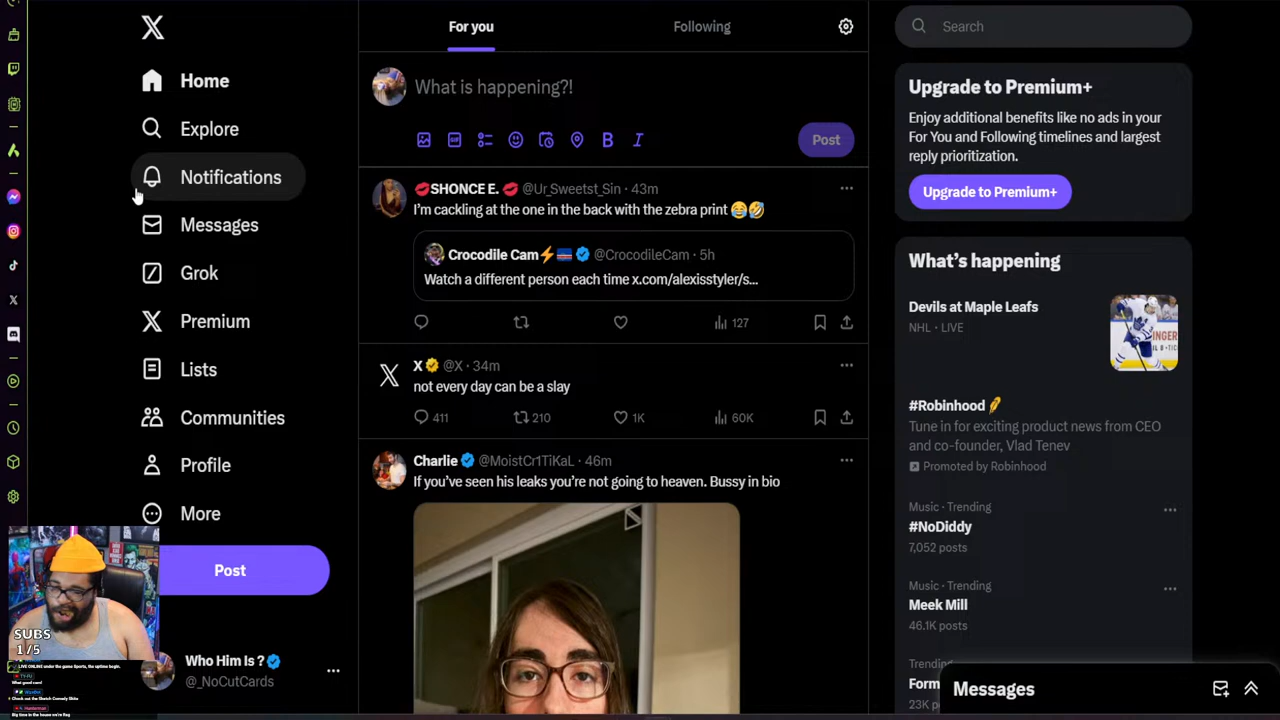 Home
Explore
Notifications
Messages
Grok
Premium
Lists
Communities
Profile
More
Post
Who Him Is ?
@_NoCutCards
SUBS
1/5
For you
Following
What is happening?!
GIF
B
I
Post
SHONCE E. @Ur_Sweetst_Sin · 43m
I’m cackling at the one in the back with the zebra print
Crocodile Cam @CrocodileCam · 5h
Watch a different person each time x.com/alexisstyler/s...
127
X @X · 34m
not every day can be a slay
411
210
1K
60K
Charlie @MoistCr1TiKaL · 46m
If you’ve seen his leaks you’re not going to heaven. Bussy in bio
Search
Upgrade to Premium+
Enjoy additional benefits like no ads in your
For You and Following timelines and largest
reply prioritization.
Upgrade to Premium+
What’s happening
Devils at Maple Leafs
NHL · LIVE
#Robinhood
Tune in for exciting product news from CEO
and co-founder, Vlad Tenev
Promoted by Robinhood
Music · Trending
#NoDiddy
7,052 posts
Music · Trending
Meek Mill
46.1K posts
Trending
Form
23K
Messages